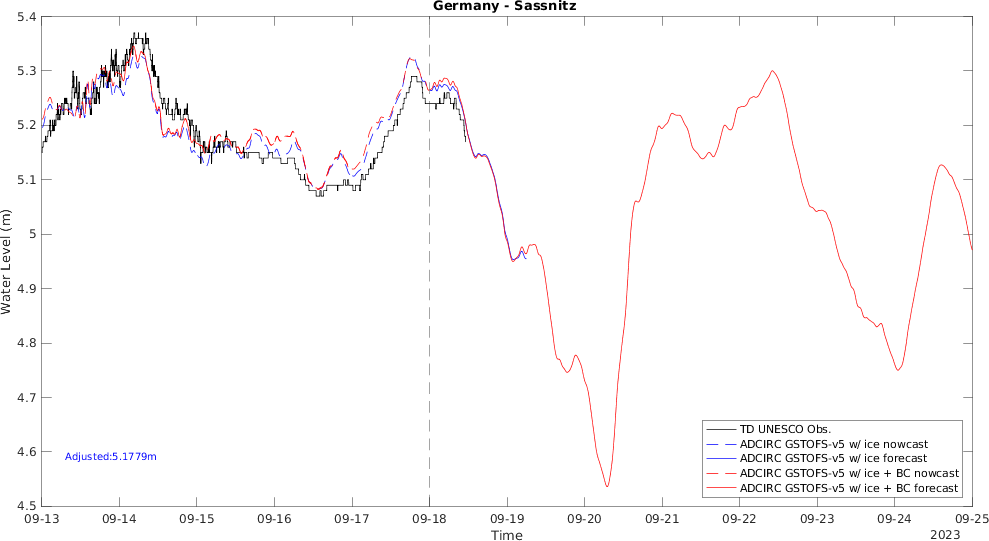 Germany - Sassnitz
Water Level (m)
5.4
5.3
5.2
5.1
5
4.9
4.8
4.7
4.6
4.5
Adjusted:5.1779m
TD UNESCO Obs.
ADCIRC GSTOFS-v5 w/ ice nowcast
ADCIRC GSTOFS-v5 w/ ice forecast
ADCIRC GSTOFS-v5 w/ ice + BC nowcast
ADCIRC GSTOFS-v5 w/ ice + BC forecast
09-13 09-14 09-15 09-16 09-17 09-18 09-19 09-20 09-21 09-22 09-23 09-24 09-25
Time
2023